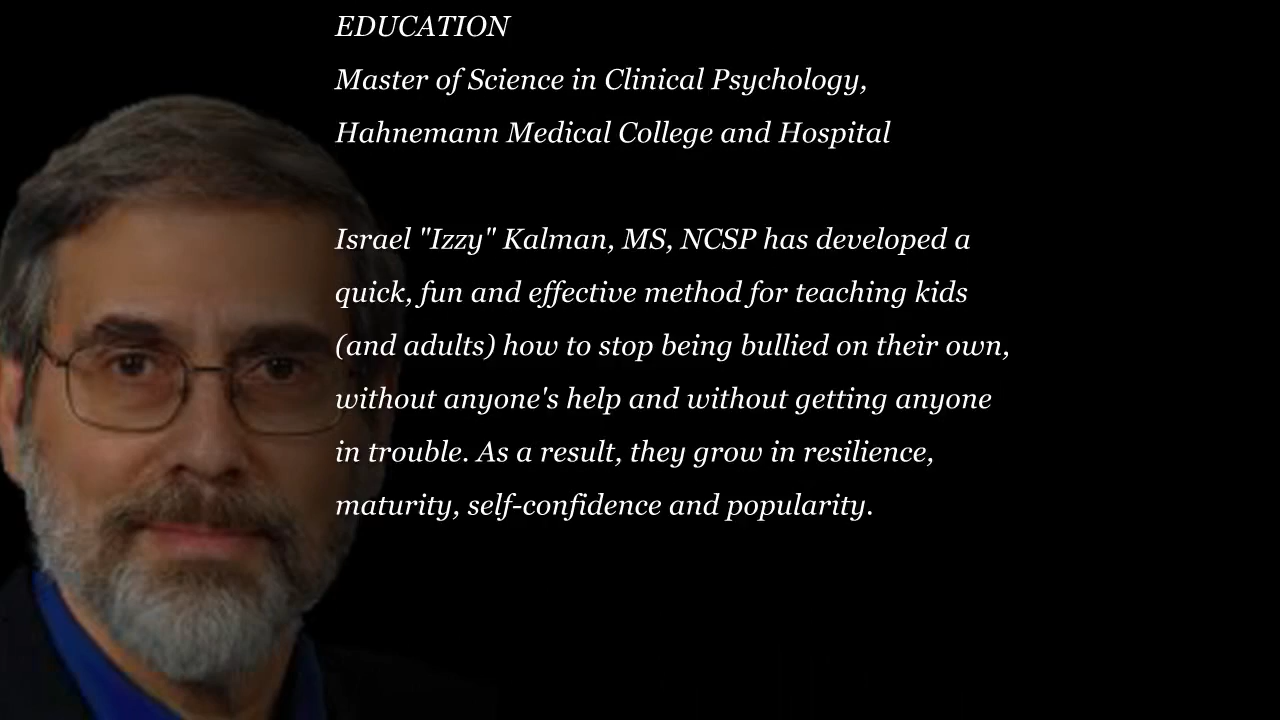 EDUCATION
Master of Science in Clinical Psychology,
Hahnemann Medical College and Hospital
Israel "Izzy" Kalman, MS, NCSP has developed a
quick, fun and effective method for teaching kids
(and adults) how to stop being bullied on their own,
without anyone's help and without getting anyone
in trouble. As a result, they grow in resilience,
maturity, self-confidence and popularity.